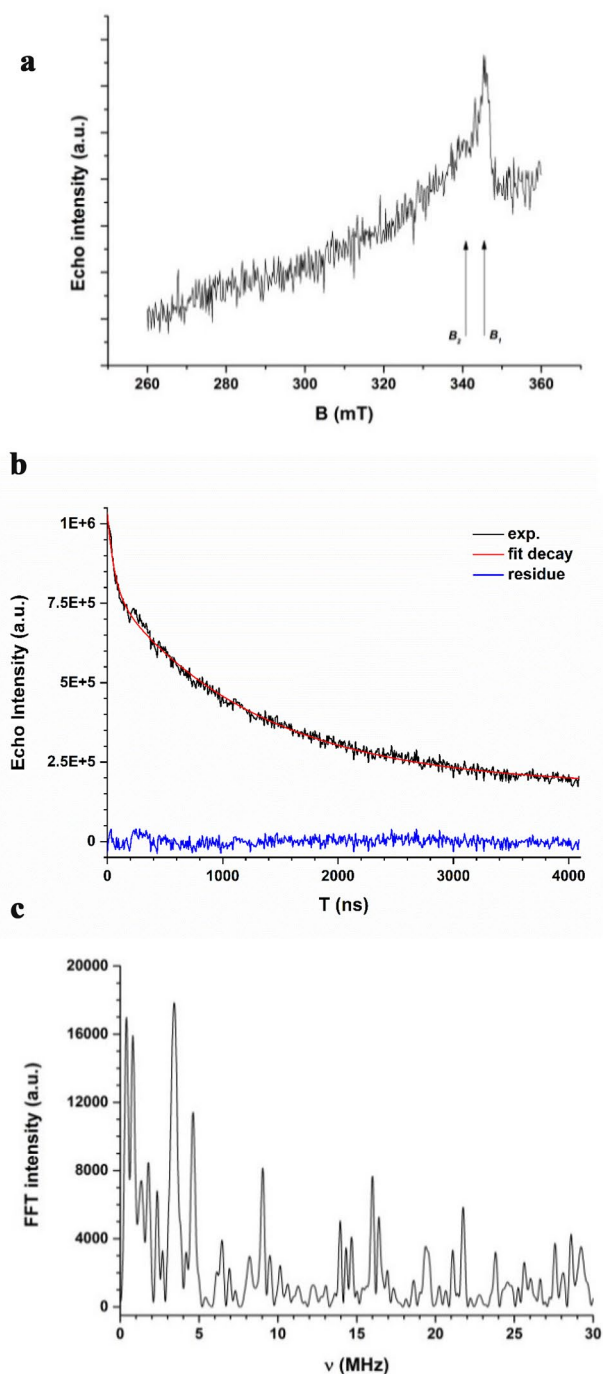 a
Echo intensity (a.u.)
B₂ B₁
260 280 300 320 340 360
B (mT)
b
1E+6
7.5E+5
5E+5
2.5E+5
0
Echo Intensity (a.u.)
exp.
fit decay
residue
0 1000 2000 3000 4000
T (ns)
c
20000
16000
12000
8000
4000
0
FFT intensity (a.u.)
0 5 10 15 20 25 30
ν (MHz)